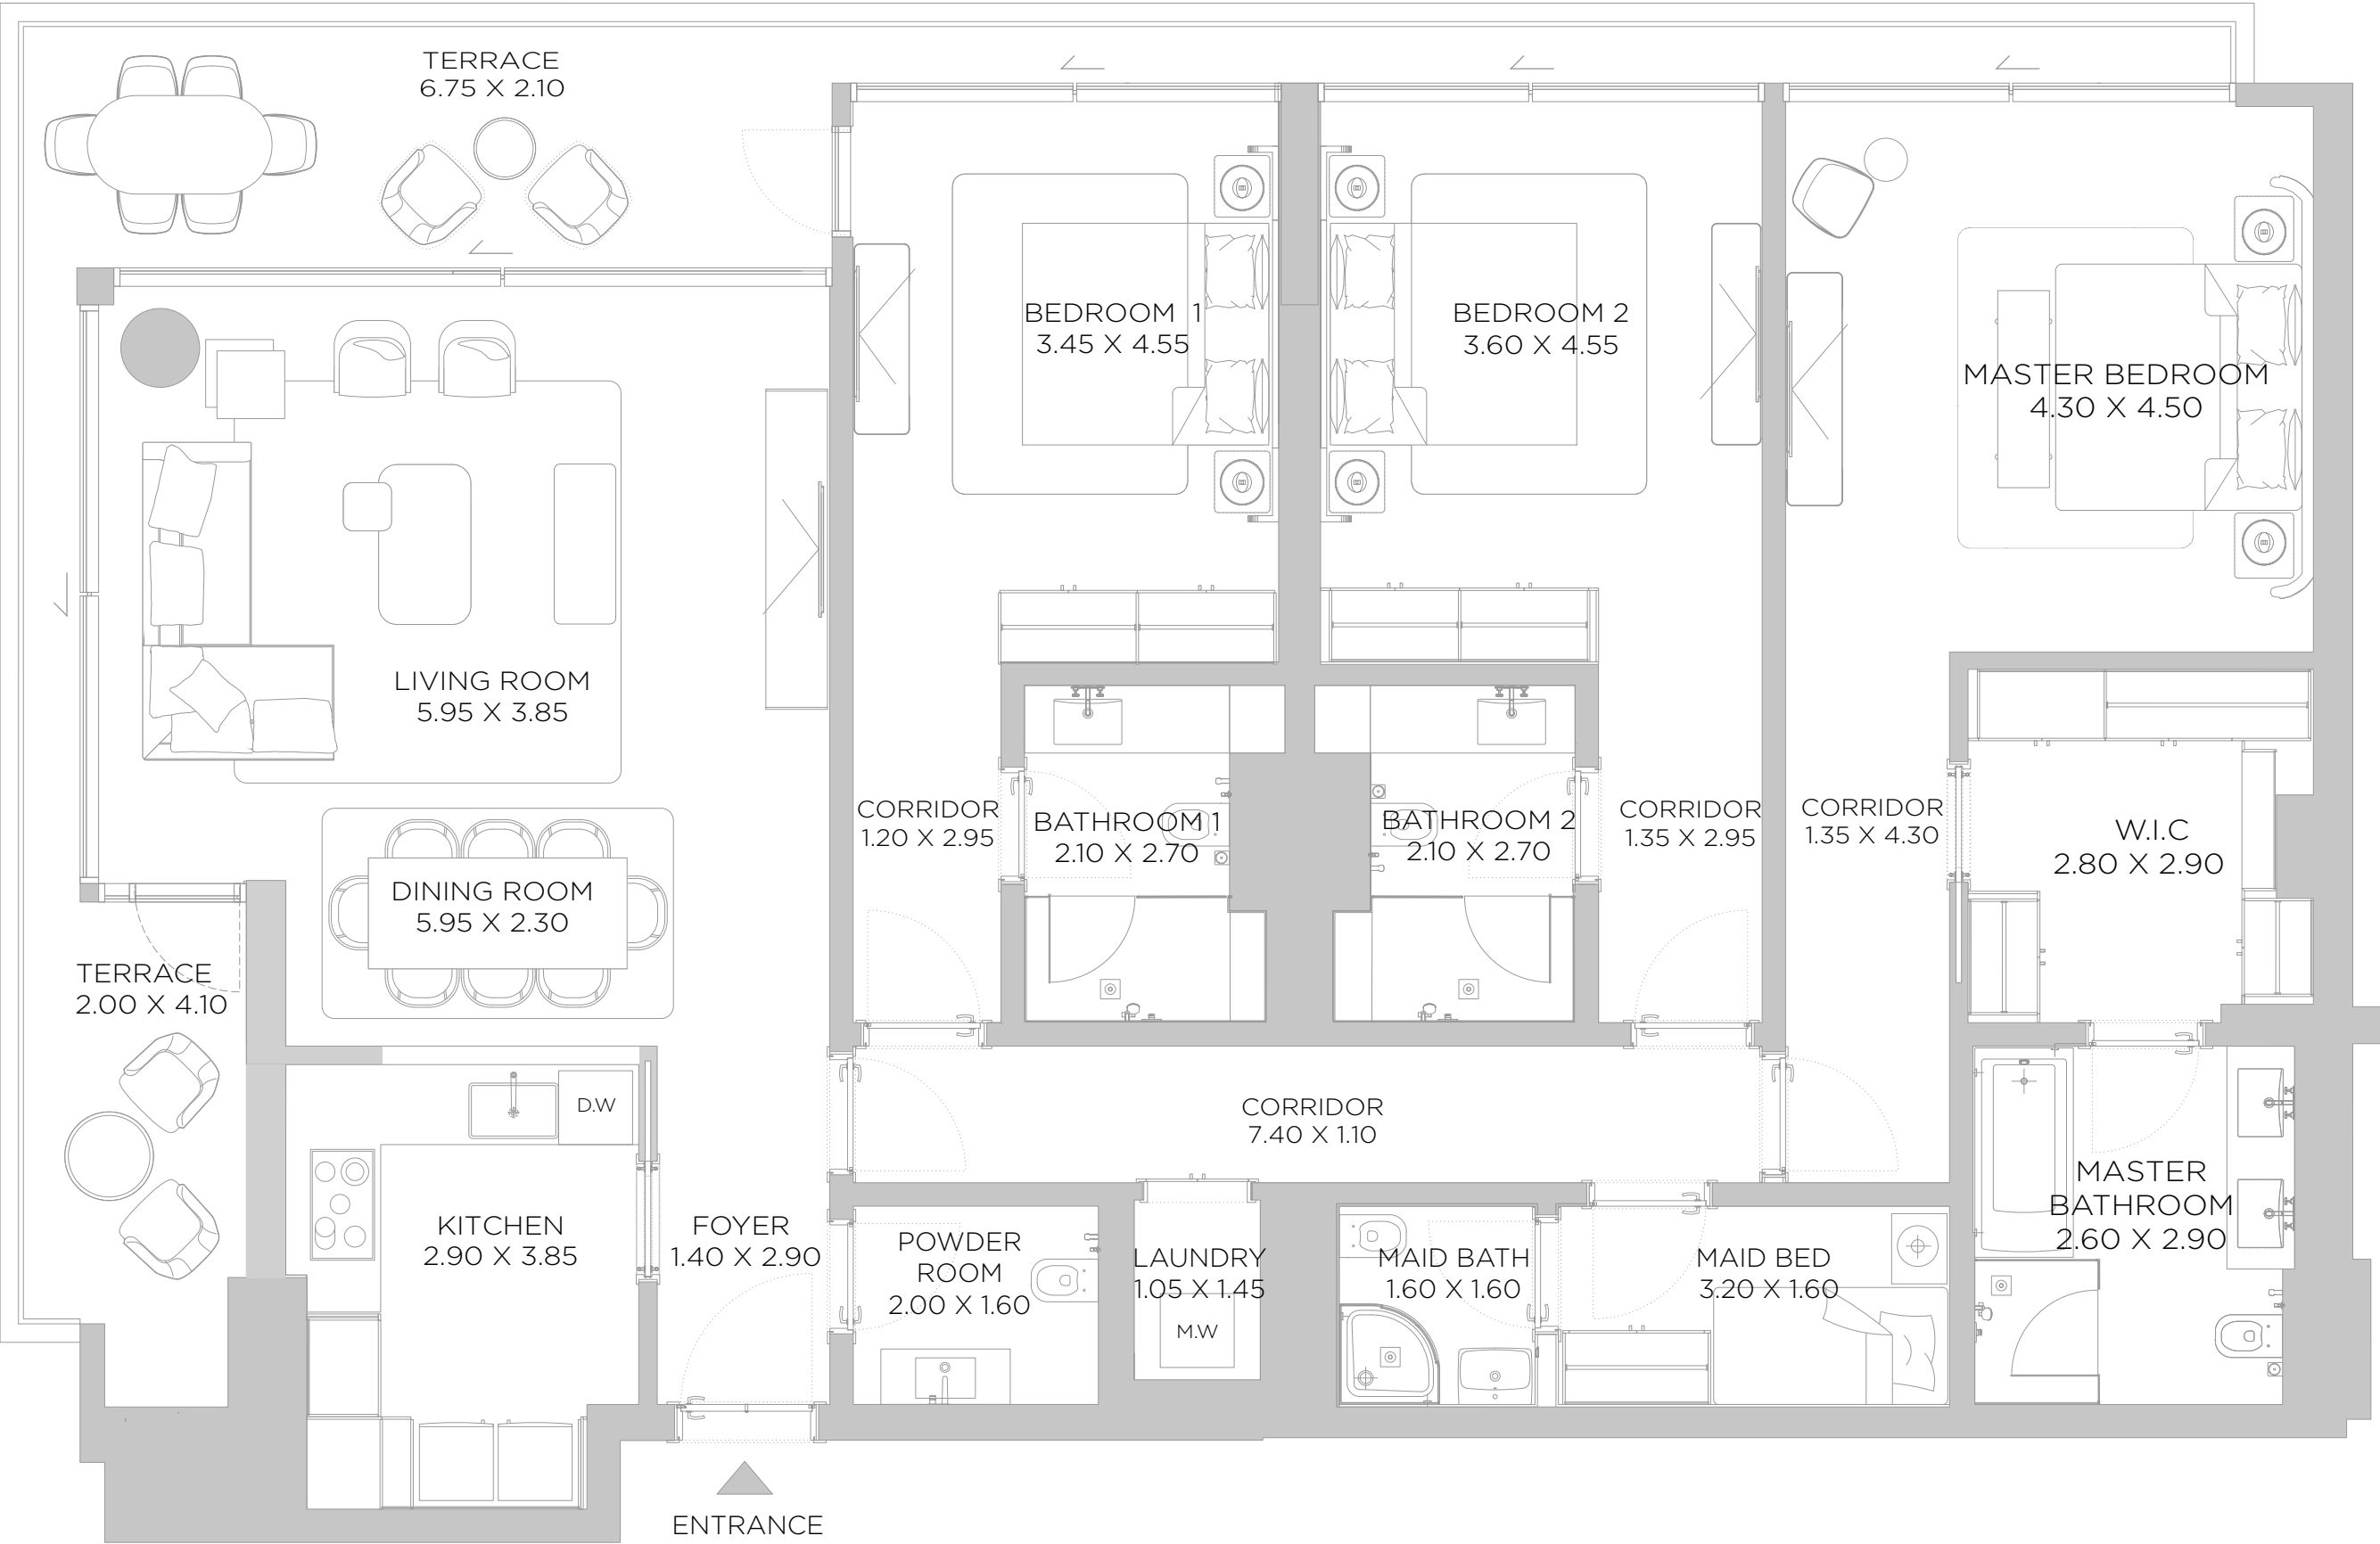 TERRACE
6.75 X 2.10
BEDROOM 1
3.45 X 4.55
BEDROOM 2
3.60 X 4.55
MASTER BEDROOM
4.30 X 4.50
LIVING ROOM
5.95 X 3.85
CORRIDOR
1.20 X 2.95
BATHROOM 1
2.10 X 2.70
BATHROOM 2
2.10 X 2.70
CORRIDOR
1.35 X 2.95
CORRIDOR
1.35 X 4.30
W.I.C
2.80 X 2.90
DINING ROOM
5.95 X 2.30
TERRACE
2.00 X 4.10
D.W
CORRIDOR
7.40 X 1.10
KITCHEN
2.90 X 3.85
FOYER
1.40 X 2.90
POWDER
ROOM
2.00 X 1.60
LAUNDRY
1.05 X 1.45
M.W
MAID BATH
1.60 X 1.60
MAID BED
3.20 X 1.60
MASTER
BATHROOM
2.60 X 2.90
ENTRANCE